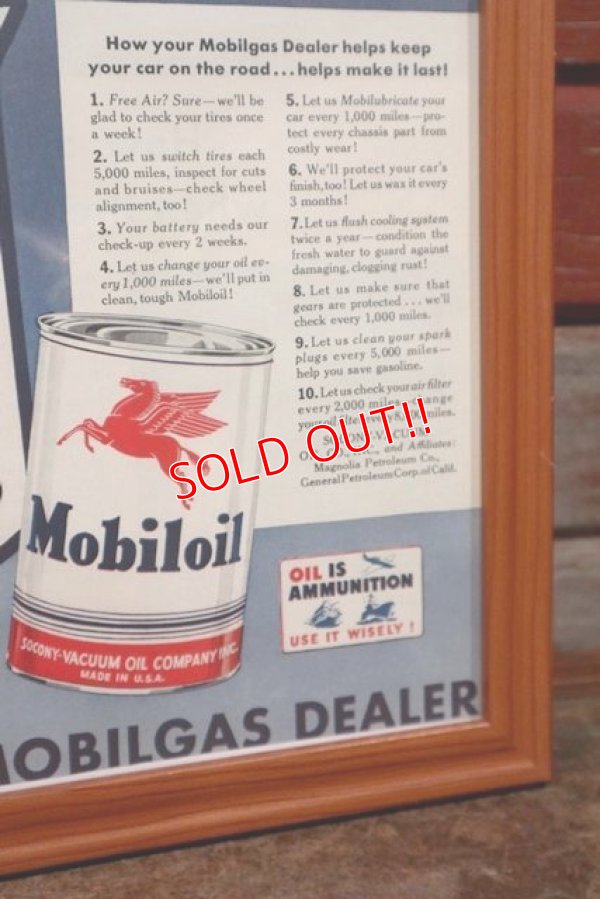 How your Mobilgas Dealer helps keep
your car on the road...helps make it last!
1. Free Air? Sure—we'll be
glad to check your tires once
a week!
2. Let us switch tires each
5,000 miles, inspect for cuts
and bruises—check wheel
alignment, too!
3. Your battery needs our
check-up every 2 weeks.
4. Let us change your oil ev-
ery 1,000 miles—we'll put in
clean, tough Mobiloil!
5. Let us Mobilubricate your
car every 1,000 miles—pro-
tect every chassis part from
costly wear!
6. We'll protect your car's
finish, too! Let us wax it every
3 months!
7. Let us flush cooling system
twice a year—condition the
fresh water to guard against
damaging, clogging rust!
8. Let us make sure that
gears are protected...we'll
check every 1,000 miles.
9. Let us clean your spark
plugs every 5,000 miles—
help you save gasoline.
10. Let us check your air filter
every 2,000 miles
your every 8, miles.
and Affiliates:
Magnolia Petroleum Co.,
General Petroleum Corp. of Calif.
SOLD OUT!!
Mobiloil
SOCONY-VACUUM OIL COMPANY INC.
MADE IN U.S.A.
OIL IS
AMMUNITION
USE IT WISELY!
MOBILGAS DEALER